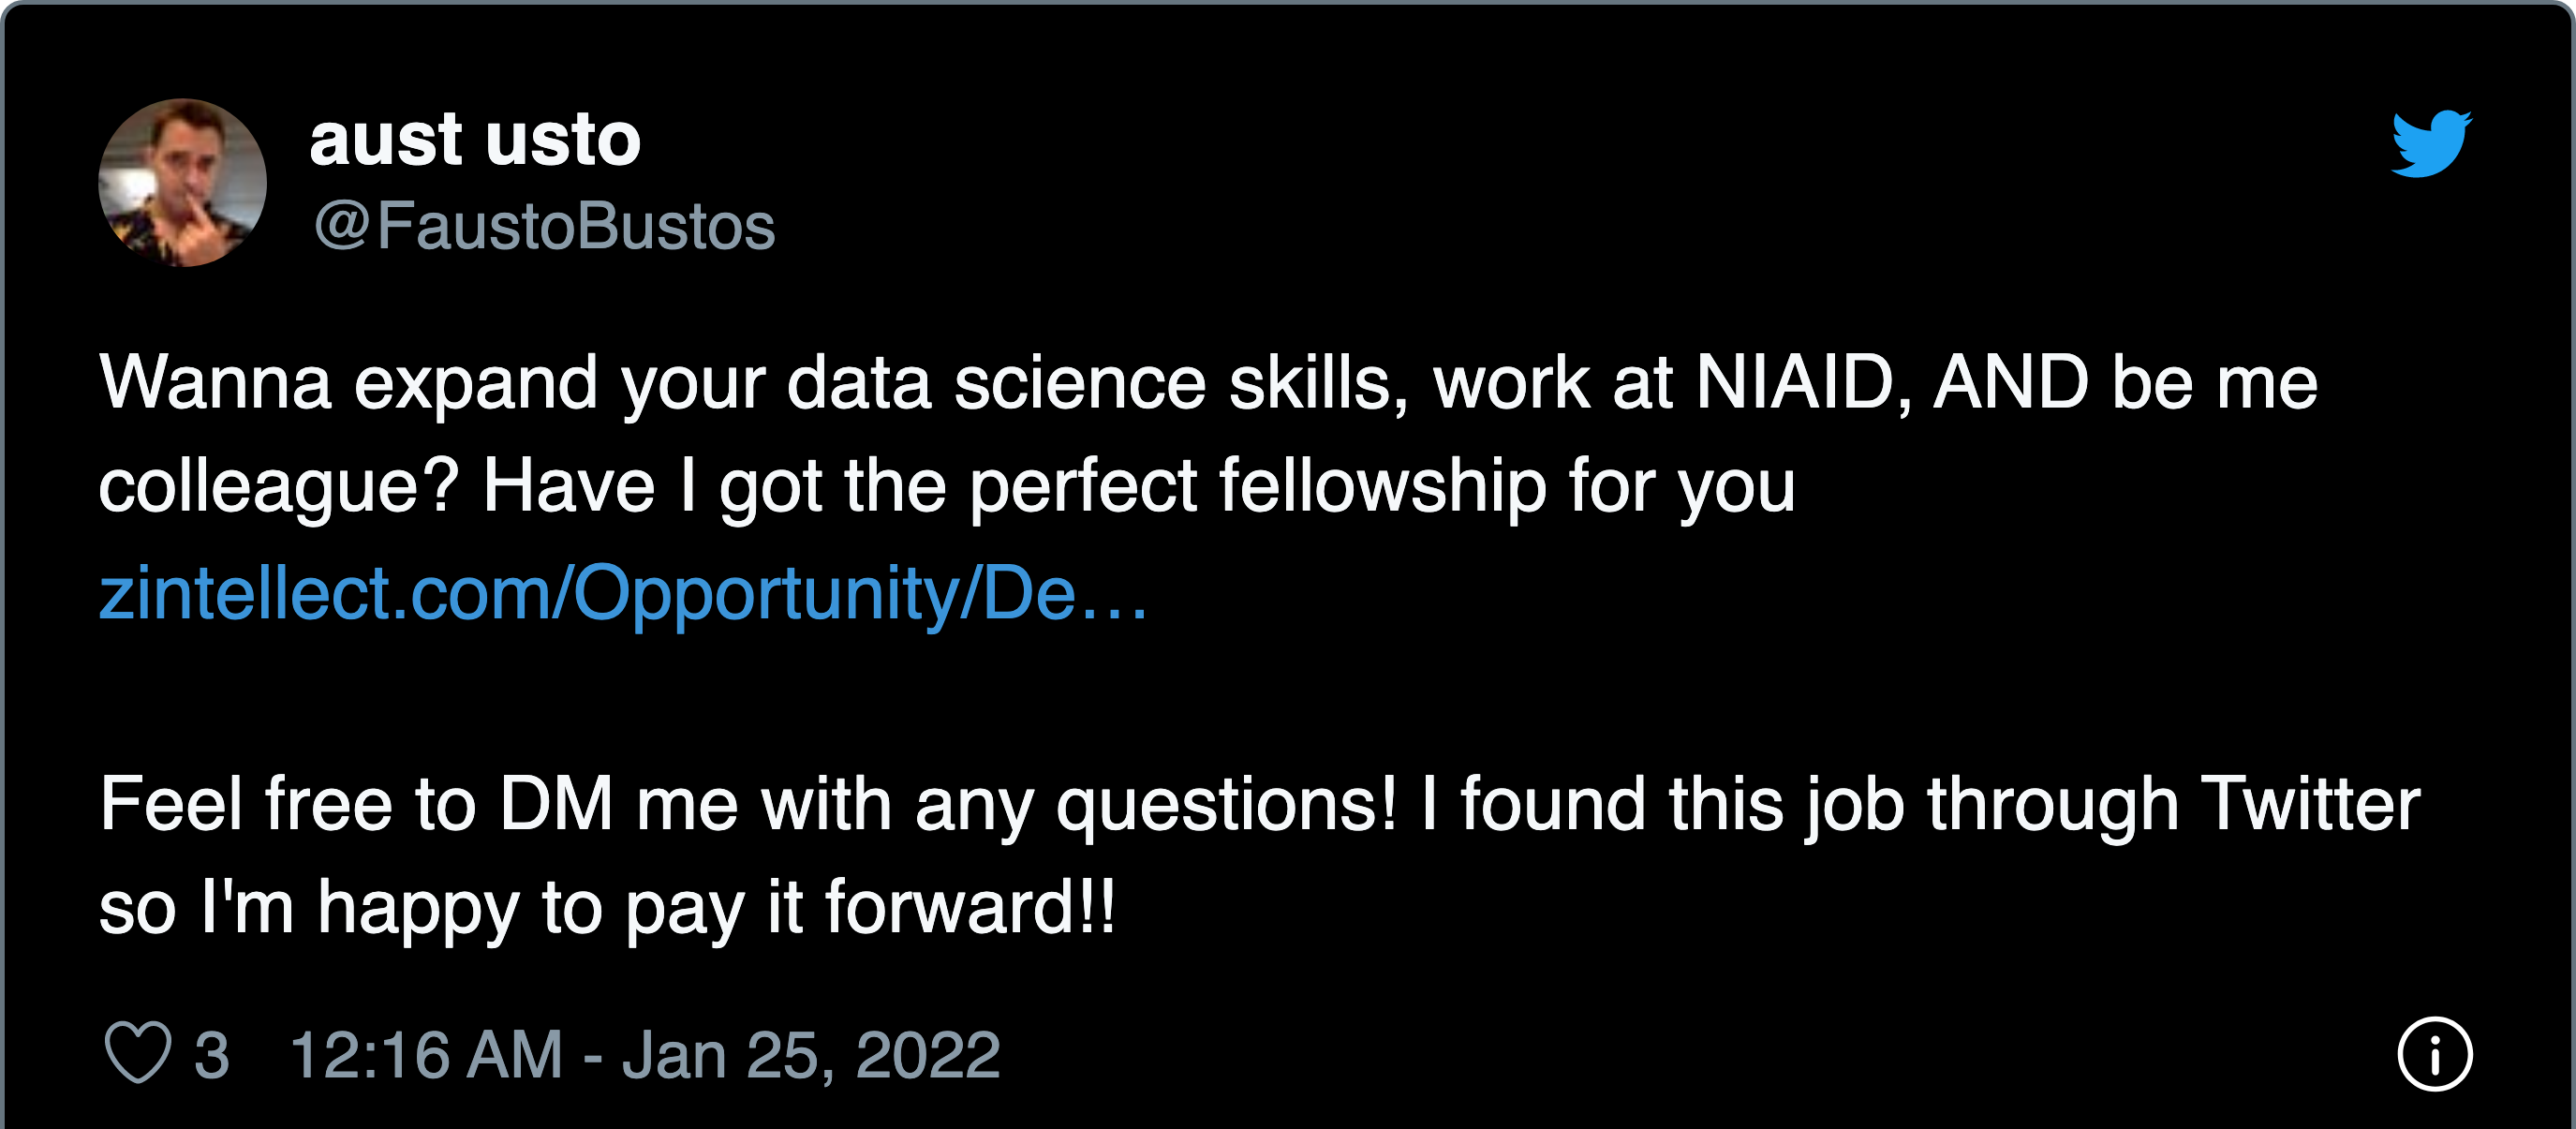 aust usto
@FaustoBustos
Wanna expand your data science skills, work at NIAID, AND be me
colleague? Have I got the perfect fellowship for you
zintellect.com/Opportunity/De…
Feel free to DM me with any questions! I found this job through Twitter
so I'm happy to pay it forward!!
3 12:16 AM - Jan 25, 2022